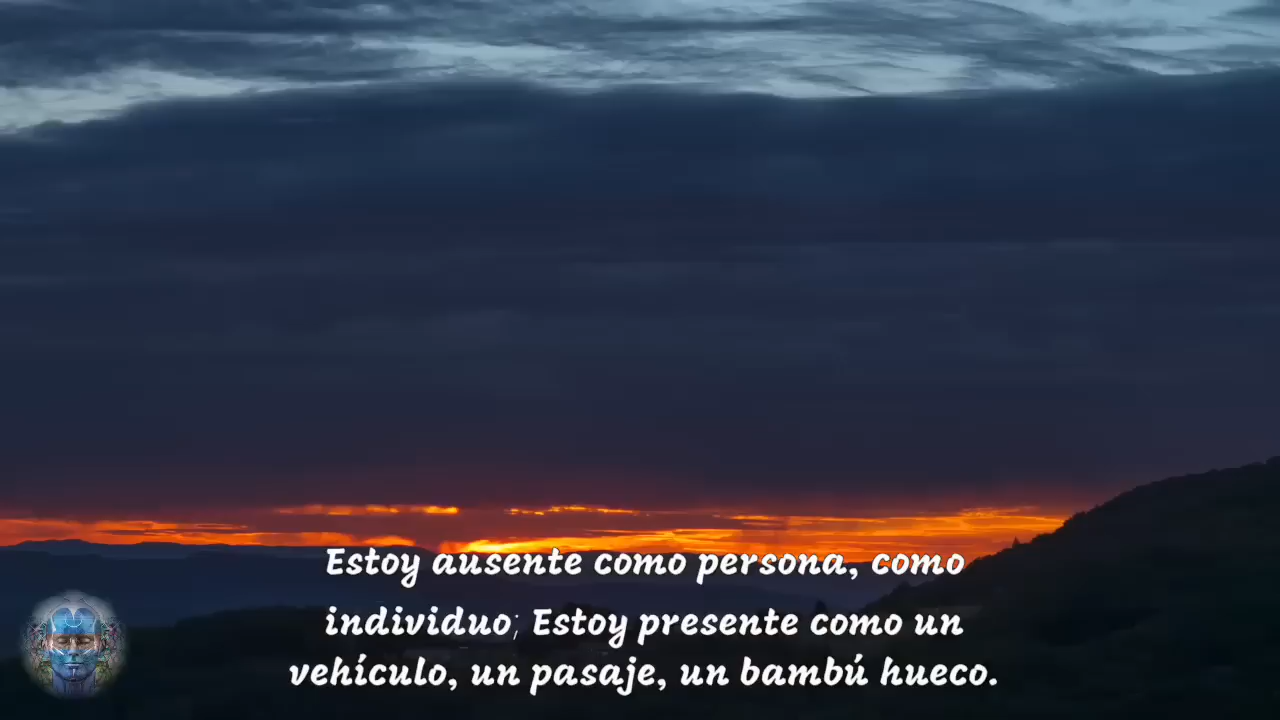 Estoy ausente como persona, como
individuo; Estoy presente como un
vehículo, un pasaje, un bambú hueco.